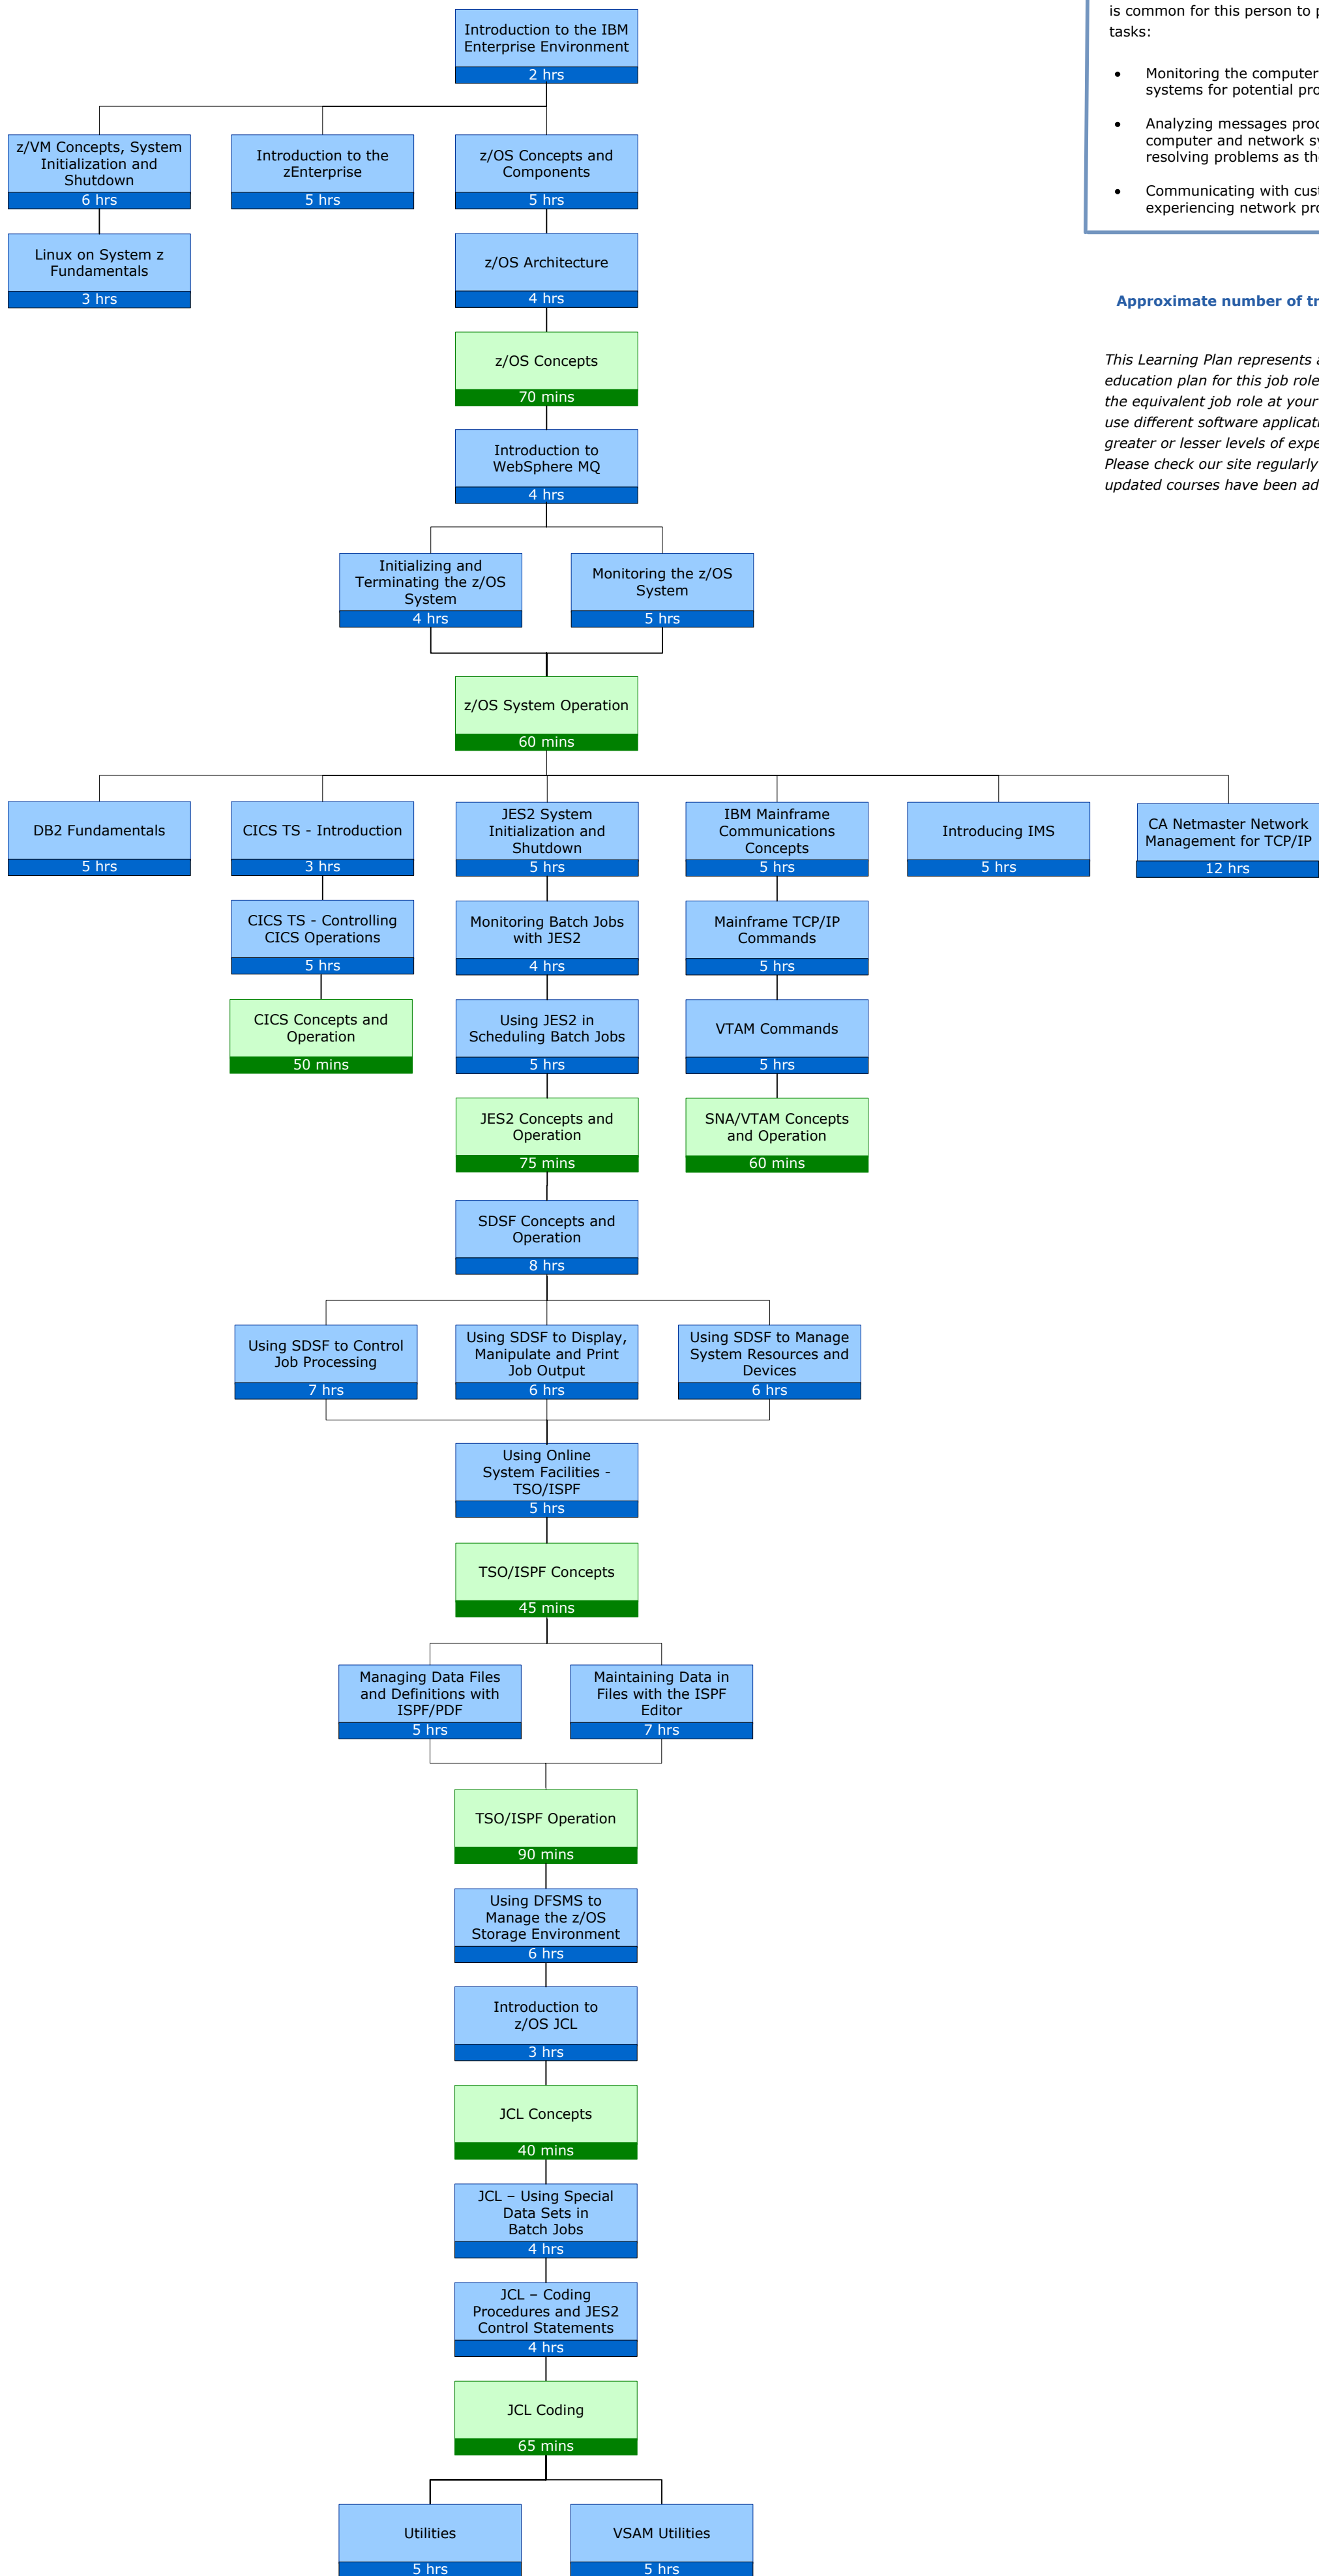 Introduction to the IBM
Enterprise Environment
2 hrs
z/VM Concepts, System
Initialization and
Shutdown
6 hrs
Introduction to the
zEnterprise
5 hrs
z/OS Concepts and
Components
5 hrs
Linux on System z
Fundamentals
3 hrs
z/OS Architecture
4 hrs
z/OS Concepts
70 mins
Introduction to
WebSphere MQ
4 hrs
Initializing and
Terminating the z/OS
System
4 hrs
Monitoring the z/OS
System
5 hrs
z/OS System Operation
60 mins
DB2 Fundamentals
5 hrs
CICS TS - Introduction
3 hrs
JES2 System
Initialization and
Shutdown
5 hrs
IBM Mainframe
Communications
Concepts
5 hrs
Introducing IMS
5 hrs
CA Netmaster Network
Management for TCP/IP
12 hrs
CICS TS - Controlling
CICS Operations
5 hrs
Monitoring Batch Jobs
with JES2
4 hrs
Mainframe TCP/IP
Commands
5 hrs
CICS Concepts and
Operation
50 mins
Using JES2 in
Scheduling Batch Jobs
5 hrs
VTAM Commands
5 hrs
JES2 Concepts and
Operation
75 mins
SNA/VTAM Concepts
and Operation
60 mins
SDSF Concepts and
Operation
8 hrs
Using SDSF to Control
Job Processing
7 hrs
Using SDSF to Display,
Manipulate and Print
Job Output
6 hrs
Using SDSF to Manage
System Resources and
Devices
6 hrs
Using Online
System Facilities -
TSO/ISPF
5 hrs
TSO/ISPF Concepts
45 mins
Managing Data Files
and Definitions with
ISPF/PDF
5 hrs
Maintaining Data in
Files with the ISPF
Editor
7 hrs
TSO/ISPF Operation
90 mins
Using DFSMS to
Manage the z/OS
Storage Environment
6 hrs
Introduction to
z/OS JCL
3 hrs
JCL Concepts
40 mins
JCL – Using Special
Data Sets in
Batch Jobs
4 hrs
JCL – Coding
Procedures and JES2
Control Statements
4 hrs
JCL Coding
65 mins
Utilities
5 hrs
VSAM Utilities
5 hrs
is common for this person to
tasks:
• Monitoring the computer
systems for potential
• Analyzing messages
computer and network
resolving problems as
• Communicating with
experiencing network
Approximate number of
This Learning Plan represents
education plan for this job role
the equivalent job role at your
use different software
greater or lesser levels of
Please check our site regularly
updated courses have been